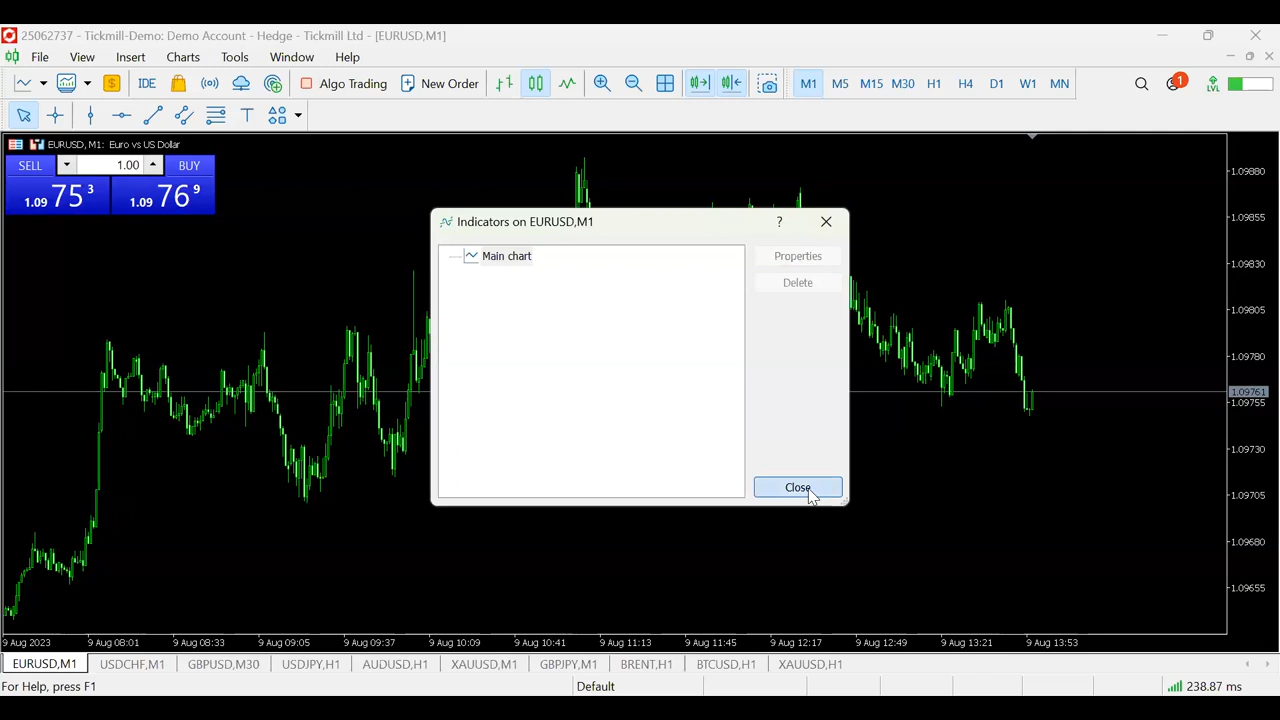 25062737 - Tickmill-Demo: Demo Account - Hedge - Tickmill Ltd - [EURUSD,M1]
File View Insert Charts Tools Window Help
IDE Algo Trading New Order M1 M5 M15 M30 H1 H4 D1 W1 MN 1 LVL
T
EURUSD, M1: Euro vs US Dollar
SELL 1.00 BUY
1.09 75 3 1.09 76 9
1.09880
1.09855
1.09830
1.09805
1.09780
1.09761
1.09755
1.09730
1.09705
1.09680
1.09655
Indicators on EURUSD,M1 ?
Main chart
Properties
Delete
Close
9 Aug 2023 9 Aug 08:01 9 Aug 08:33 9 Aug 09:05 9 Aug 09:37 9 Aug 10:09 9 Aug 10:41 9 Aug 11:13 9 Aug 11:45 9 Aug 12:17 9 Aug 12:49 9 Aug 13:21 9 Aug 13:53
EURUSD,M1 USDCHF,M1 GBPUSD,M30 USDJPY,H1 AUDUSD,H1 XAUUSD,M1 GBPJPY,M1 BRENT,H1 BTCUSD,H1 XAUUSD,H1
For Help, press F1 Default 238.87 ms